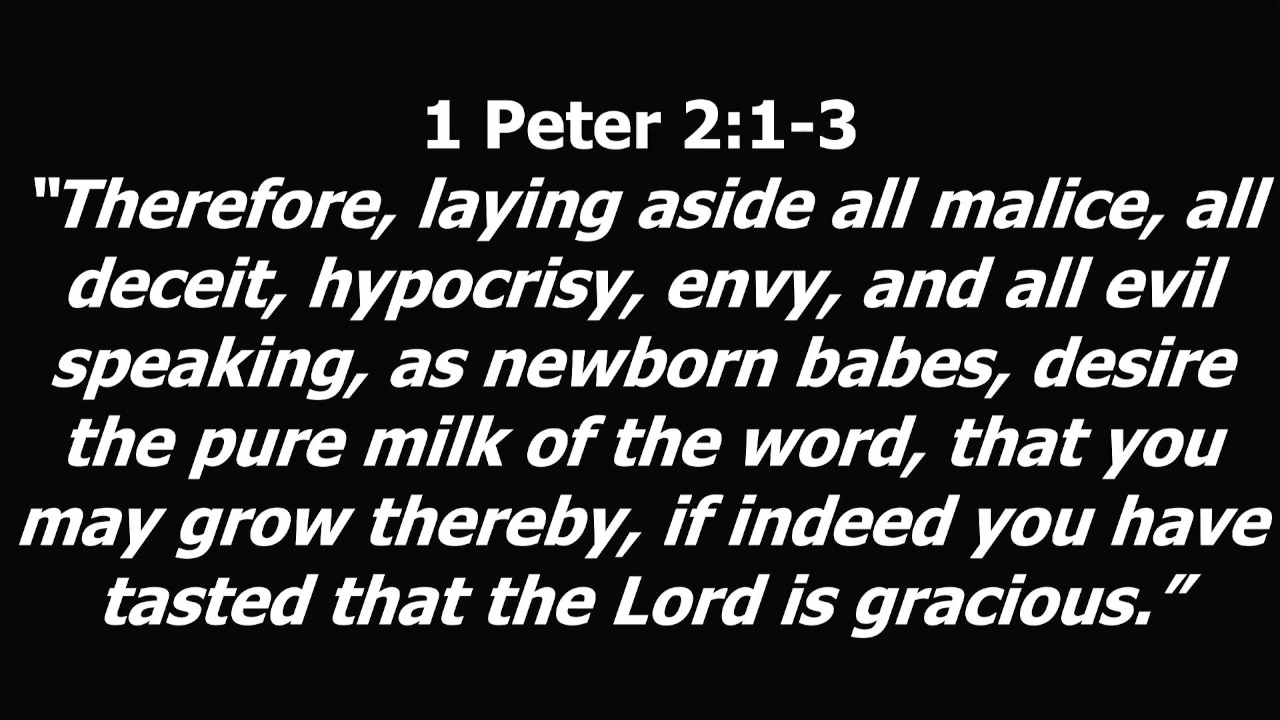 1 Peter 2:1-3
“Therefore, laying aside all malice, all
deceit, hypocrisy, envy, and all evil
speaking, as newborn babes, desire
the pure milk of the word, that you
may grow thereby, if indeed you have
tasted that the Lord is gracious.”